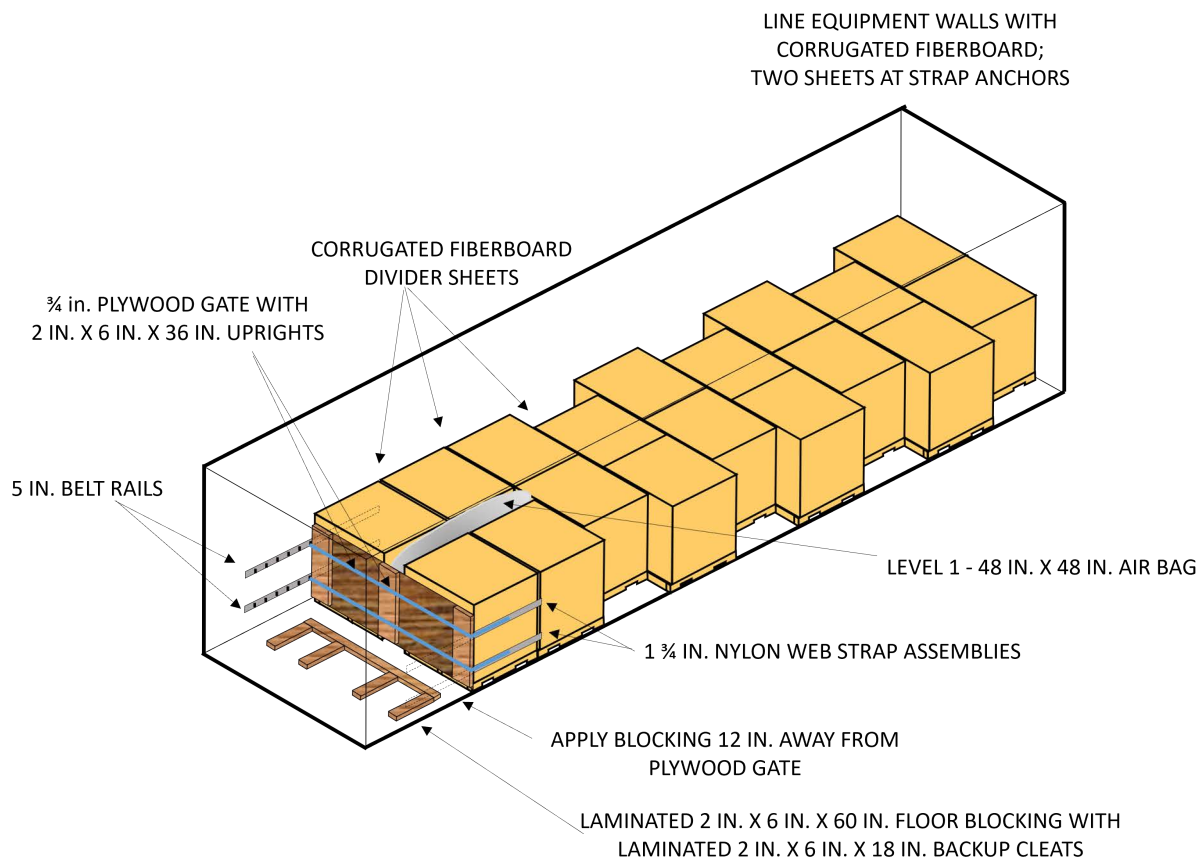 LINE EQUIPMENT WALLS WITH
CORRUGATED FIBERBOARD;
TWO SHEETS AT STRAP ANCHORS
CORRUGATED FIBERBOARD
DIVIDER SHEETS
¾ in. PLYWOOD GATE WITH
2 IN. X 6 IN. X 36 IN. UPRIGHTS
5 IN. BELT RAILS
LEVEL 1 - 48 IN. X 48 IN. AIR BAG
1 ¾ IN. NYLON WEB STRAP ASSEMBLIES
APPLY BLOCKING 12 IN. AWAY FROM
PLYWOOD GATE
LAMINATED 2 IN. X 6 IN. X 60 IN. FLOOR BLOCKING WITH
LAMINATED 2 IN. X 6 IN. X 18 IN. BACKUP CLEATS